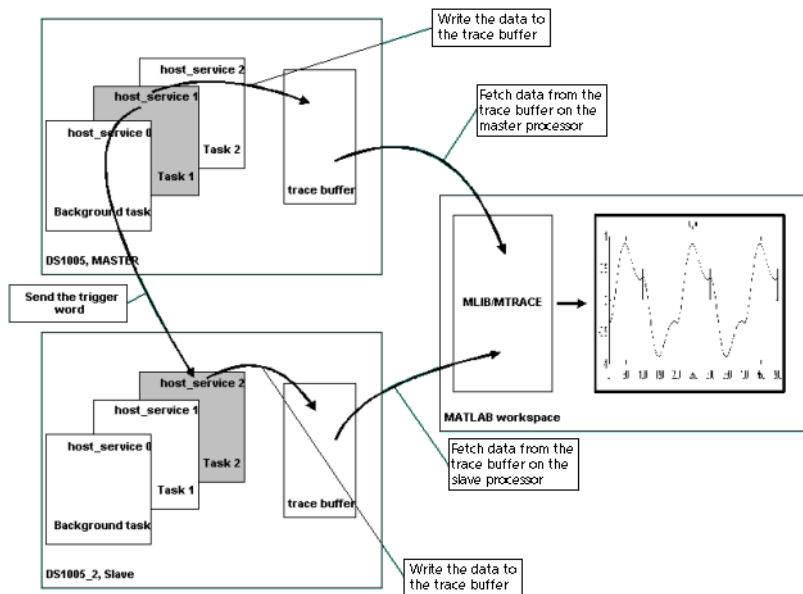 Write the data to
the trace buffer
host_service 2
host_service 1
host_service 0
Task 2
Task 1
Background task
trace buffer
DS1005, MASTER
Fetch data from the
trace buffer on the
master processor
Send the trigger
word
MLIB/MTRACE
MATLAB workspace
host_service 2
host_service 1
host_service 0
Task 2
Task 1
Background task
trace buffer
DS1005_2, Slave
Fetch data from the
trace buffer on the
slave processor
Write the data to
the trace buffer